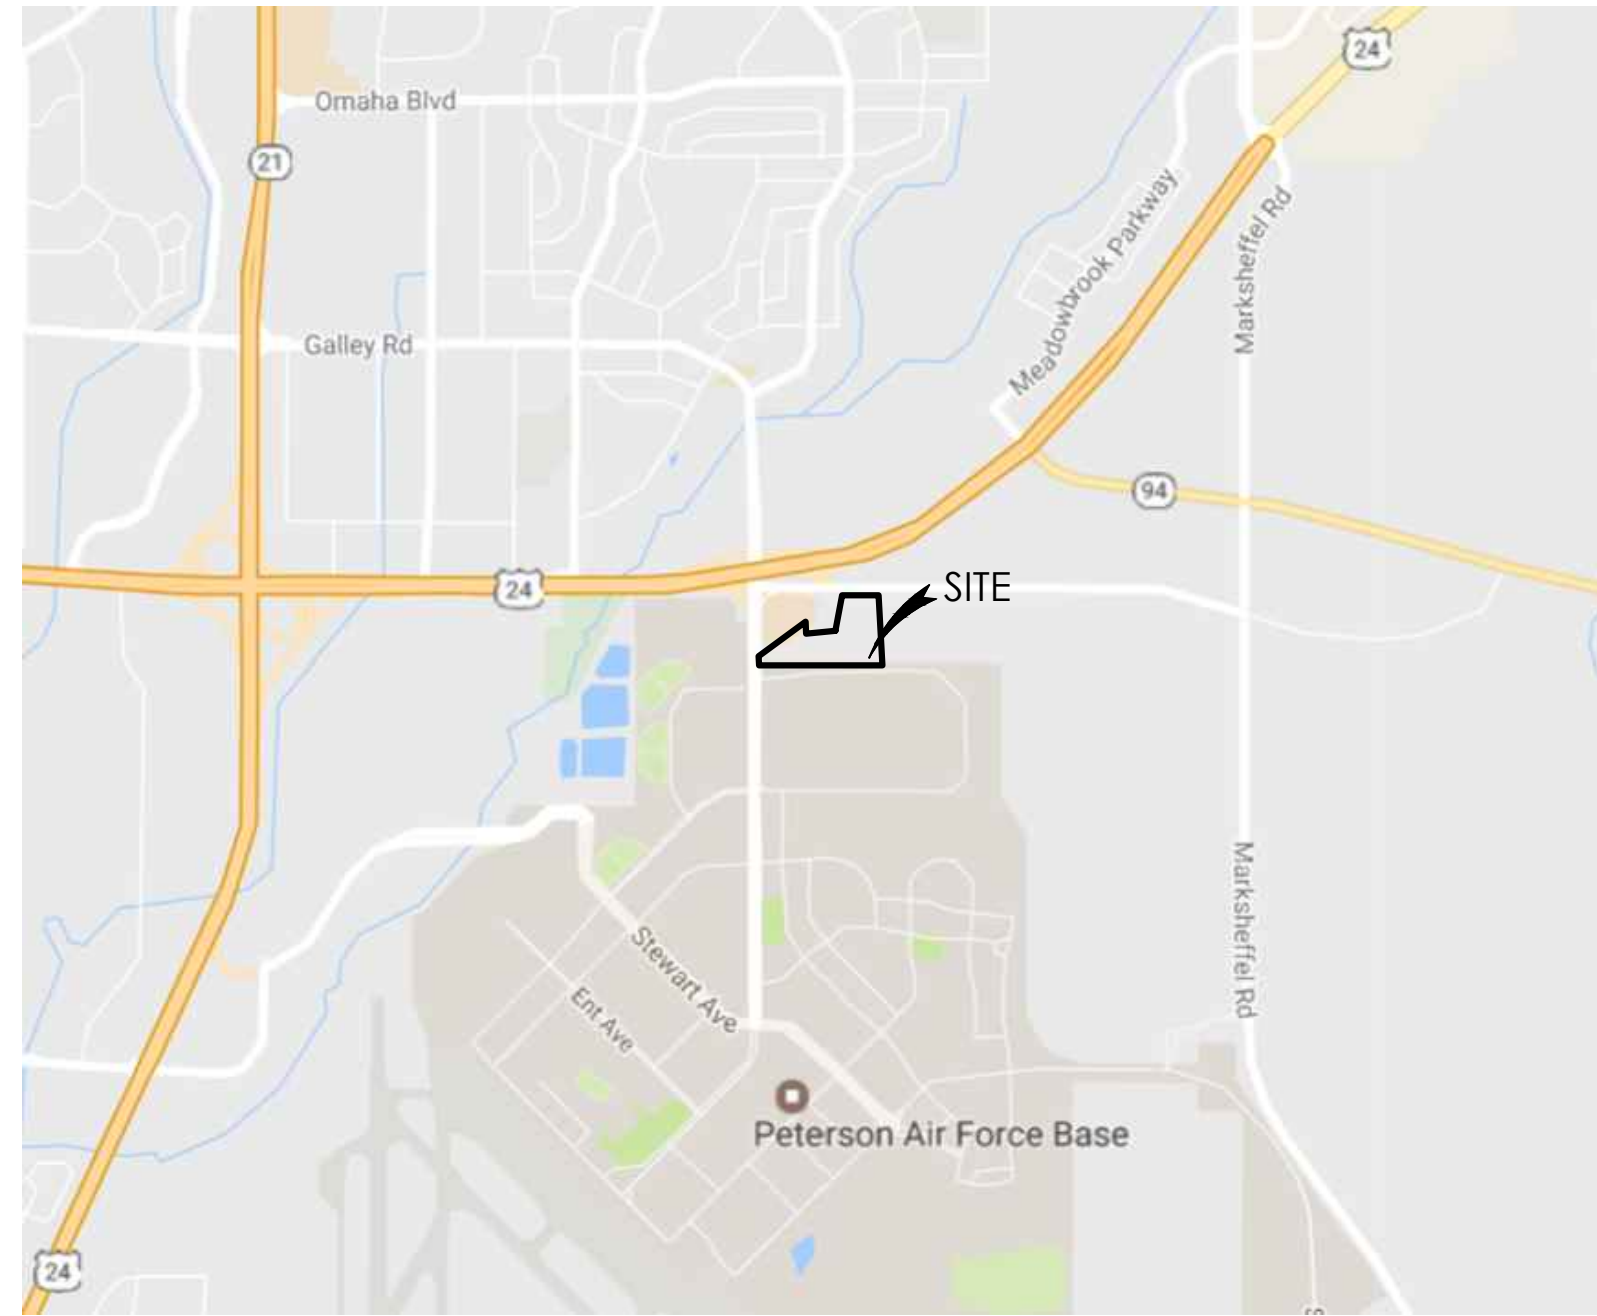 24
Omaha Blvd
21
Meadowbrook Parkway
Marksheffel Rd
Galley Rd
94
24
SITE
Marksheffel Rd
Stewart Ave
Ent Ave
Peterson Air Force Base
24